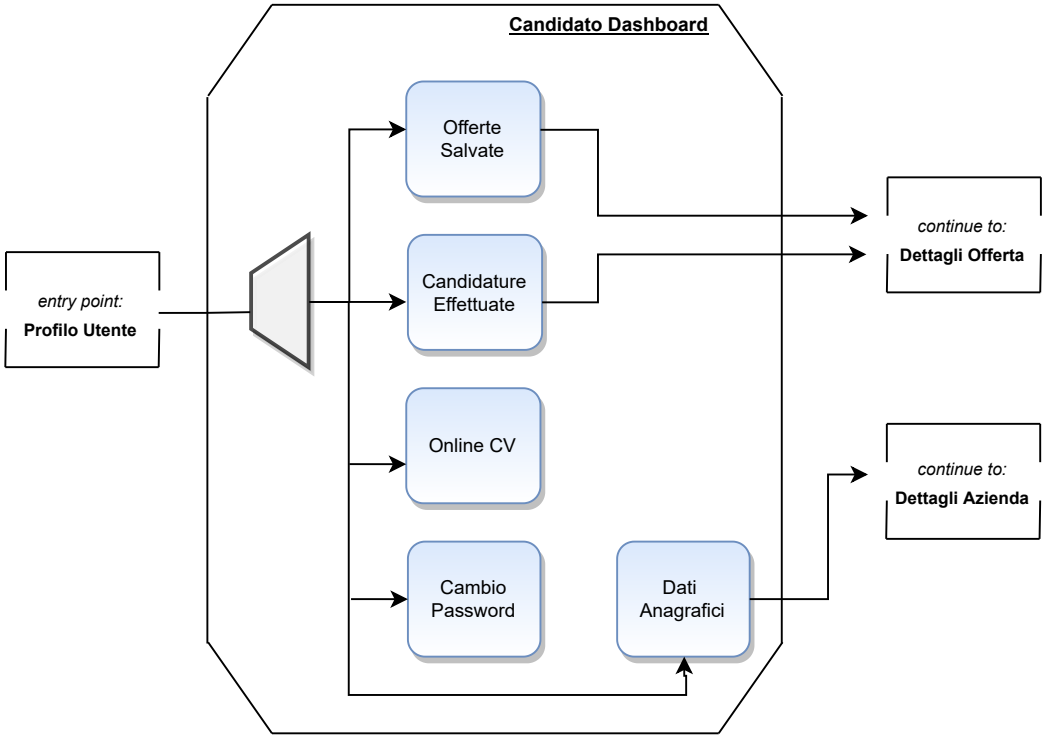 Candidato Dashboard
Offerte
Salvate
continue to:
Dettagli Offerta
Candidature
Effettuate
entry point:
Profilo Utente
Online CV
continue to:
Dettagli Azienda
Cambio
Password
Dati
Anagrafici